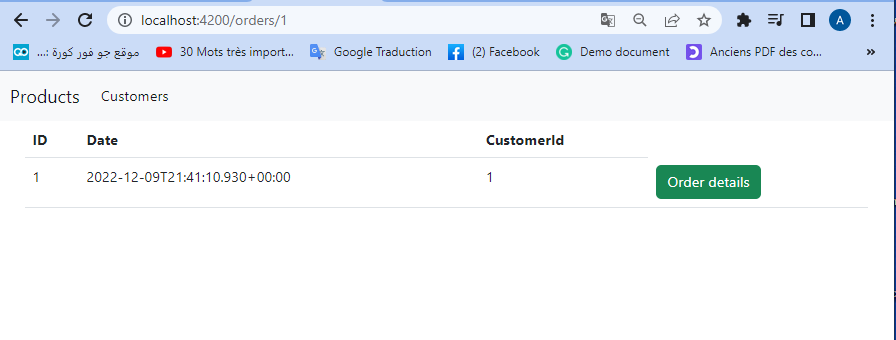 localhost:4200/orders/1
A
موقع جو فور كورة :...
30 Mots très import...
Google Traduction
(2) Facebook
Demo document
Anciens PDF des co...
»
Products Customers
ID Date CustomerId
1 2022-12-09T21:41:10.930+00:00 1 Order details